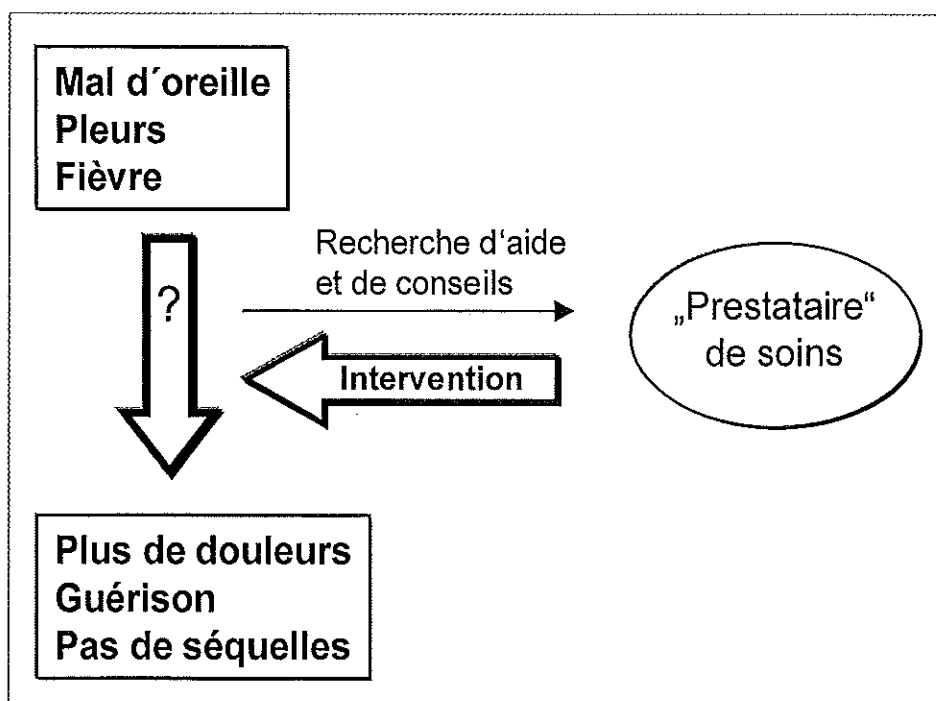 Mal d´oreille
Pleurs
Fièvre
?
Recherche d‘aide
et de conseils
Intervention
„Prestataire“
de soins
Plus de douleurs
Guérison
Pas de séquelles